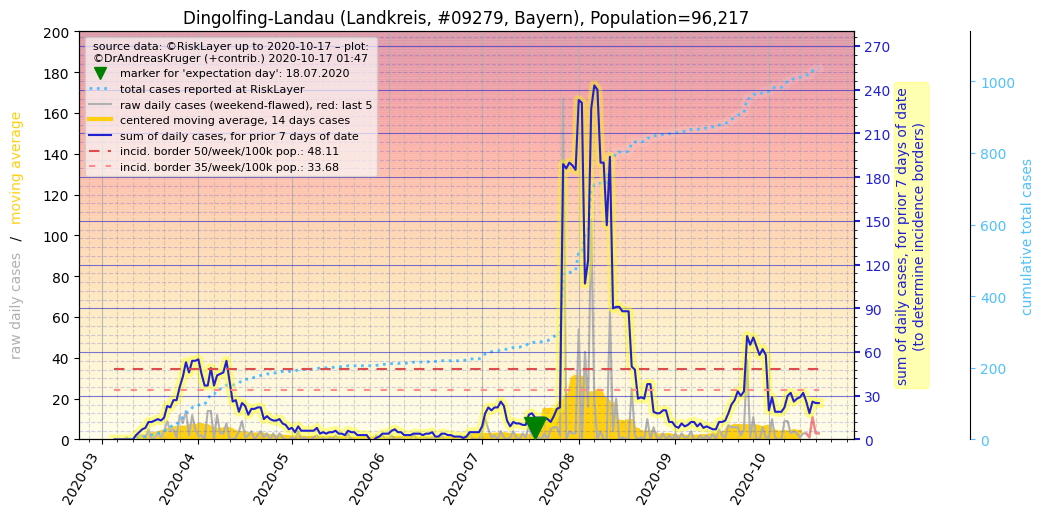 Dingolfing-Landau (Landkreis, #09279, Bayern), Population=96,217
source data: ©RiskLayer up to 2020-10-17 – plot:
©DrAndreasKruger (+contrib.) 2020-10-17 01:47
marker for 'expectation day': 18.07.2020
total cases reported at RiskLayer
raw daily cases (weekend-flawed), red: last 5
centered moving average, 14 days cases
sum of daily cases, for prior 7 days of date
incid. border 50/week/100k pop.: 48.11
incid. border 35/week/100k pop.: 33.68
raw daily cases / moving average
200
180
160
140
120
100
80
60
40
20
0
2020-03
2020-04
2020-05
2020-06
2020-07
2020-08
2020-09
2020-10
270
240
210
180
150
120
90
60
30
0
sum of daily cases, for prior 7 days of date
(to determine incidence borders)
1000
800
600
400
200
0
cumulative total cases